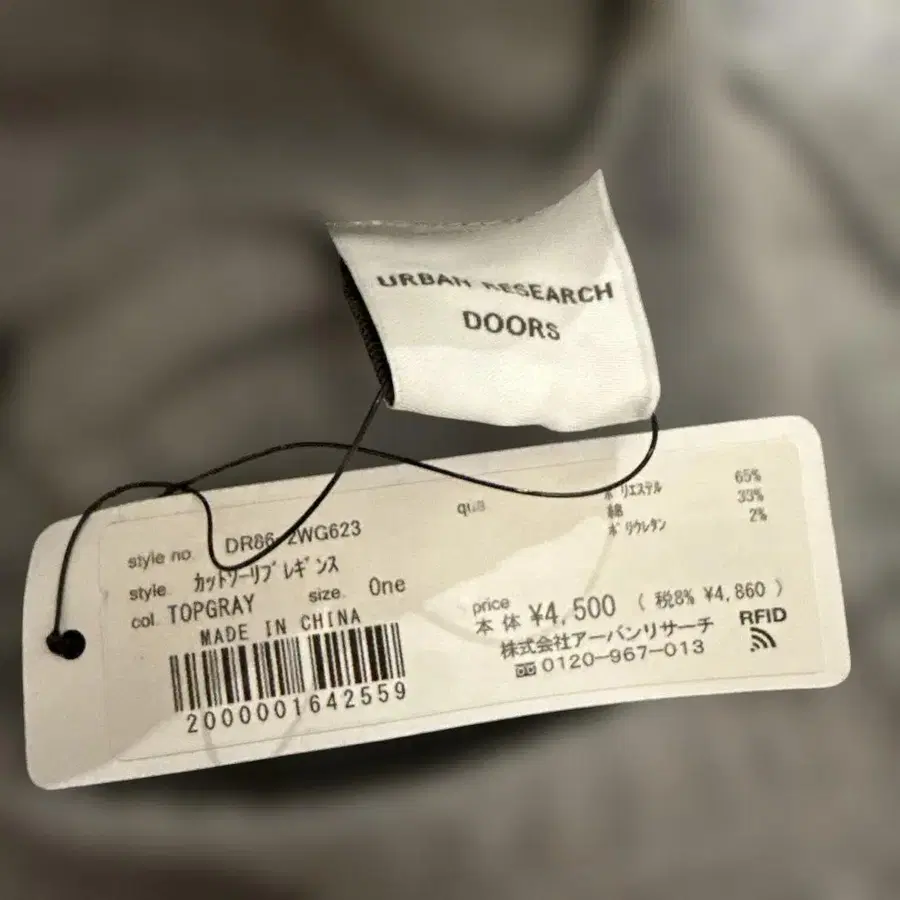 URBAN RESEARCH
DOORS
style no. DR86-2WG623
style. カットソーリブレギンス
col. TOPGRAY size. One
MADE IN CHINA
2000001642559
qua
ポリエステル 65%
綿 33%
ポリウレタン 2%
price
本体 ¥4,500 ( 税8% ¥4,860 )
株式会社アーバンリサーチ
0120-967-013
RFID